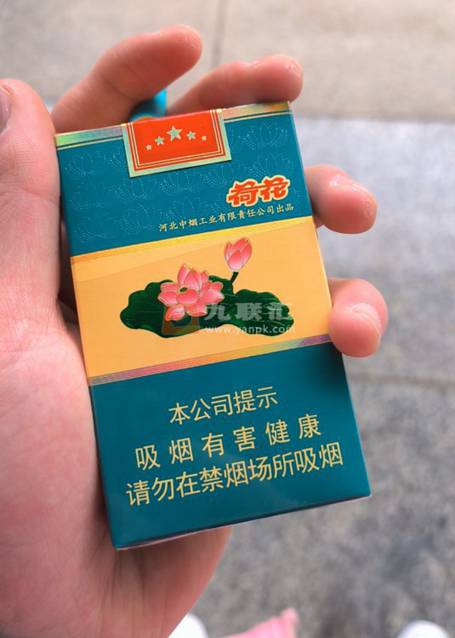 荷花
河北中烟工业有限责任公司出品
九联汇
www.yanpk.com
本公司提示
吸烟有害健康
请勿在禁烟场所吸烟